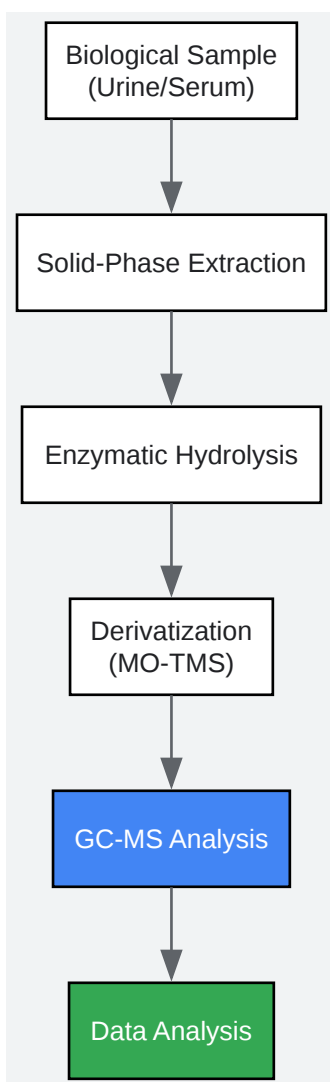 Biological Sample
(Urine/Serum)
Solid-Phase Extraction
Enzymatic Hydrolysis
Derivatization
(MO-TMS)
GC-MS Analysis
Data Analysis